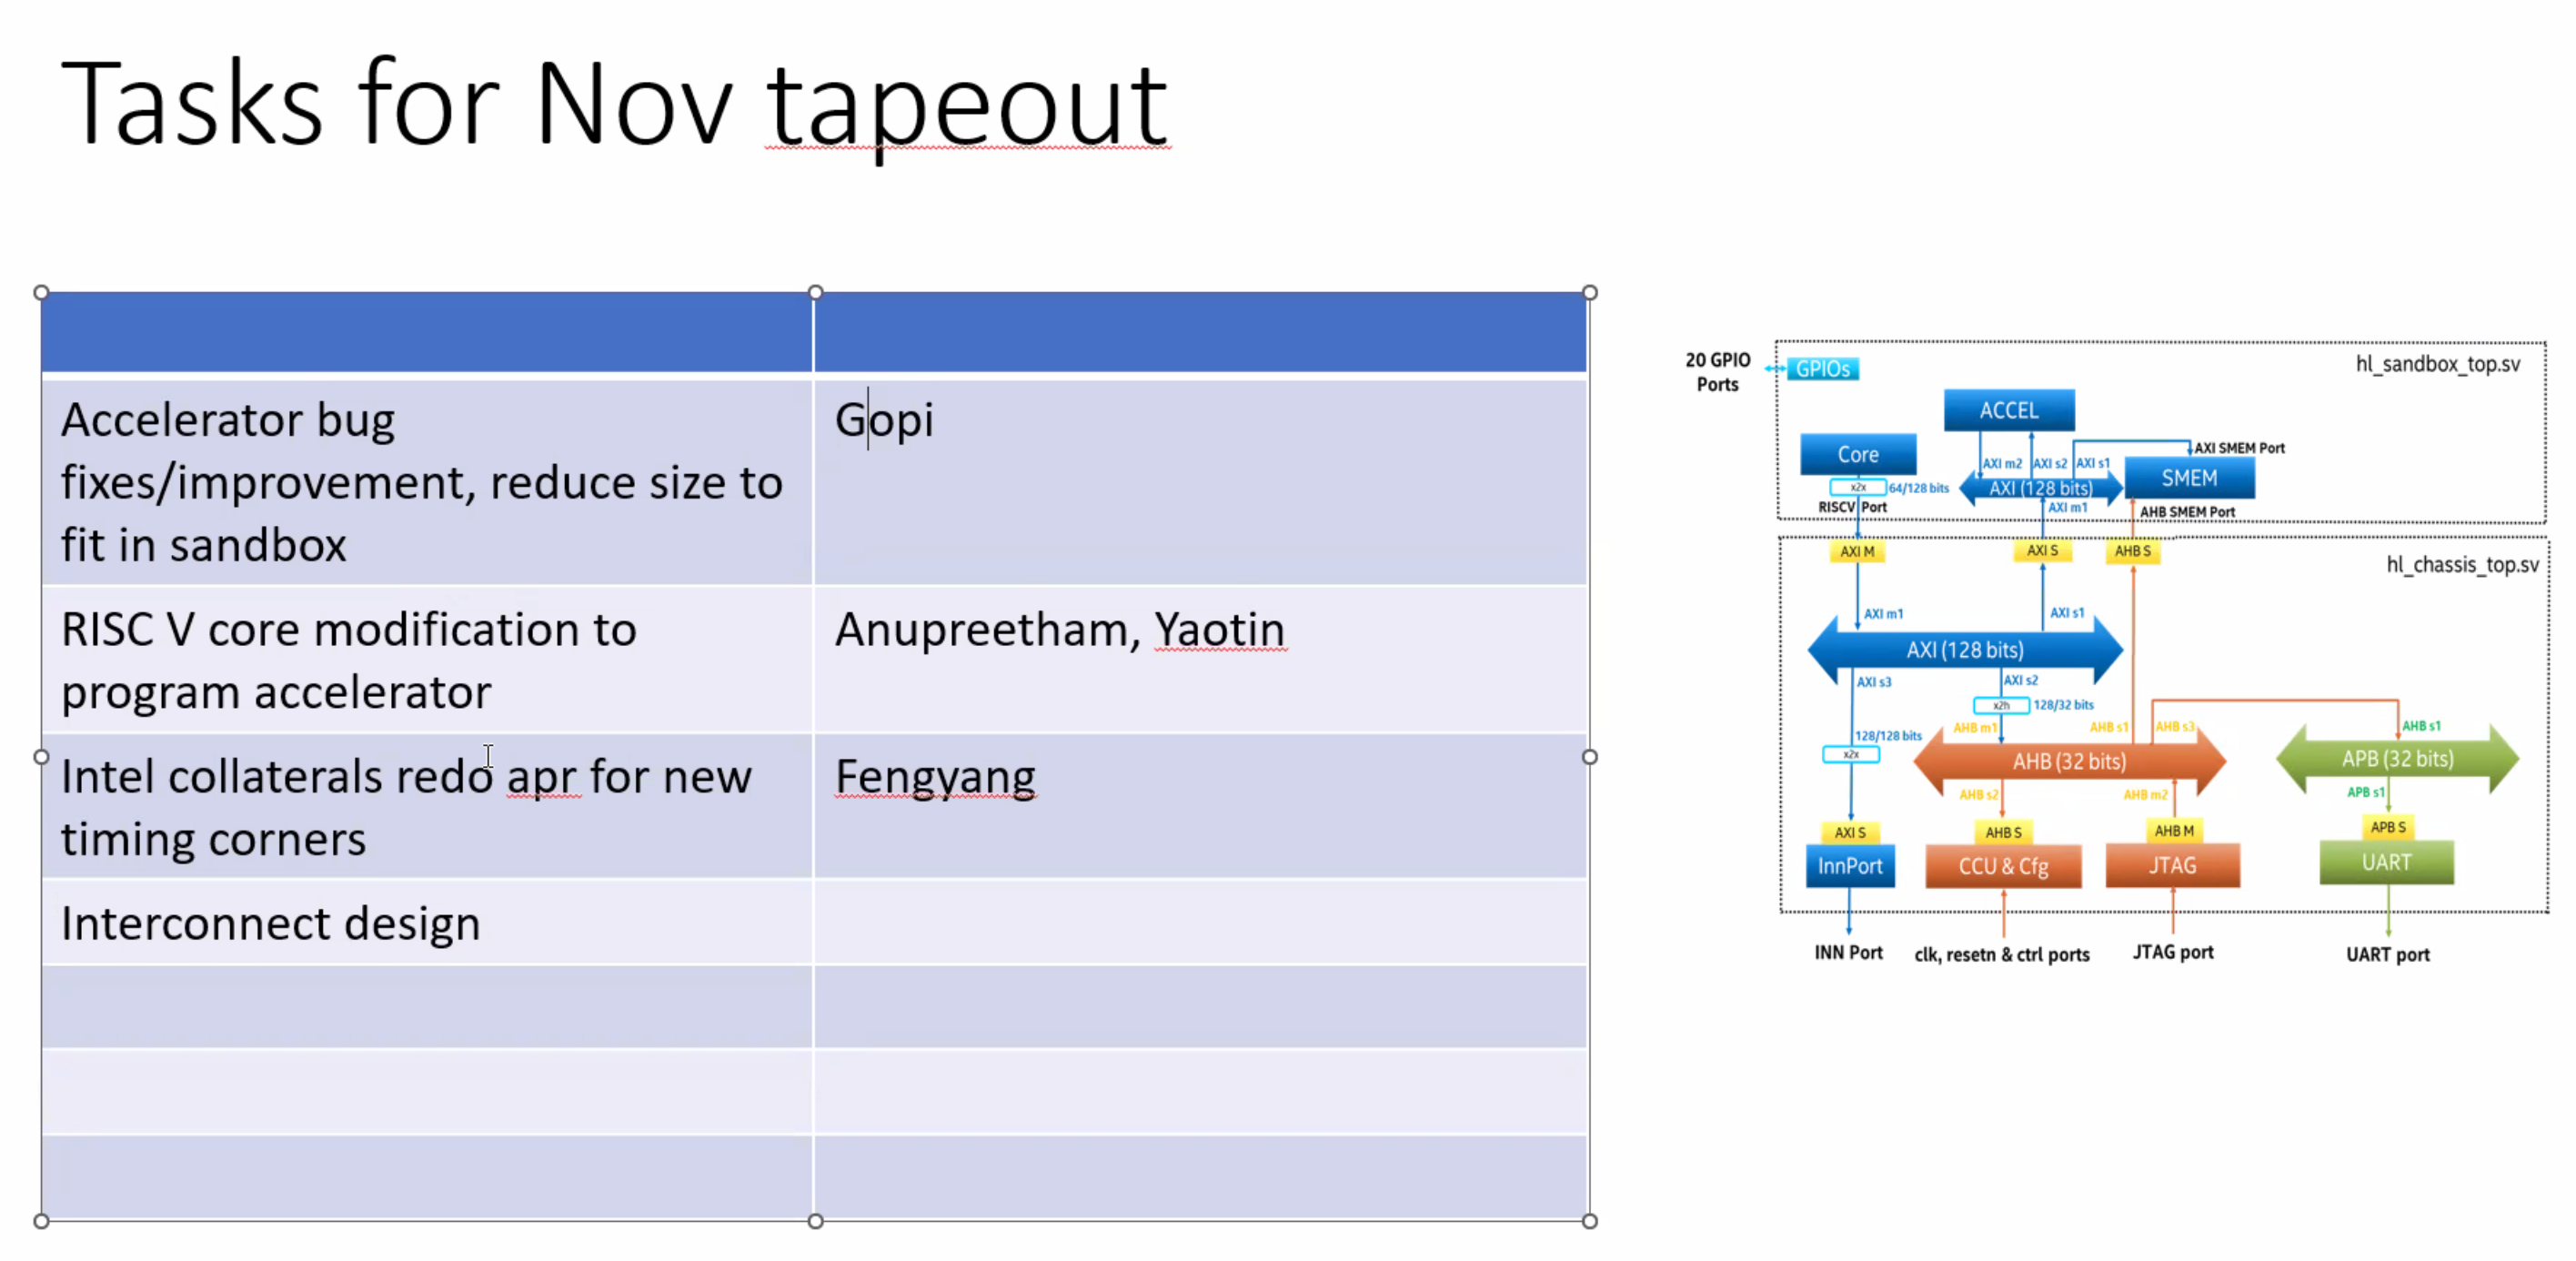 Tasks for Nov tapeout
Accelerator bug
fixes/improvement, reduce size to
fit in sandbox
Gopi
RISC V core modification to
program accelerator
Anupreetham, Yaotin
Intel collaterals redo apr for new
timing corners
Fengyang
Interconnect design
20 GPIO
Ports
GPIOs
hl_sandbox_top.sv
ACCEL
Core
AXI SMEM Port
AXI m2
AXI s2
AXI s1
SMEM
x2x
64/128 bits
AXI (128 bits)
RISCV Port
AXI m1
AHB SMEM Port
AXI M
AXI S
AHB S
hl_chassis_top.sv
AXI m1
AXI s1
AXI (128 bits)
AXI s3
AXI s2
x2h
128/32 bits
AHB m1
AHB s1
AHB s3
AHB s1
128/128 bits
x2x
AHB (32 bits)
APB (32 bits)
AHB s2
AHB m2
APB s1
AXI S
AHB S
AHB M
APB S
InnPort
CCU & Cfg
JTAG
UART
INN Port
clk, resetn & ctrl ports
JTAG port
UART port